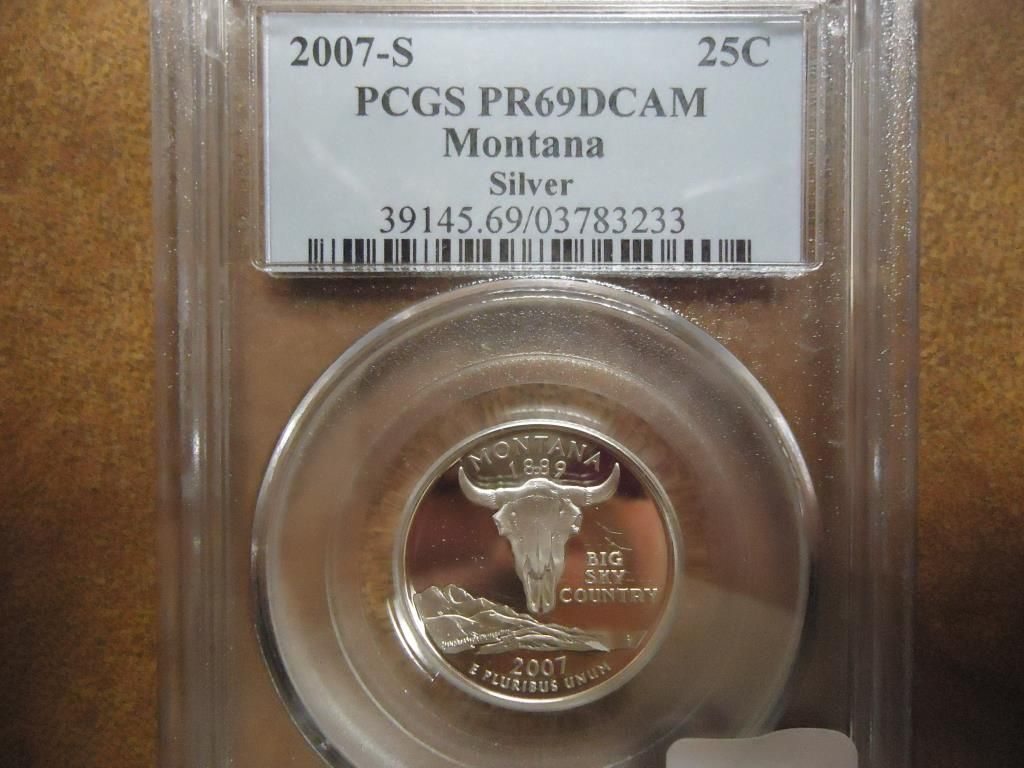 2007-S 25C
PCGS PR69DCAM
Montana
Silver
39145.69/03783233
MONTANA
1889
BIG
SKY
COUNTRY
2007
E PLURIBUS UNUM